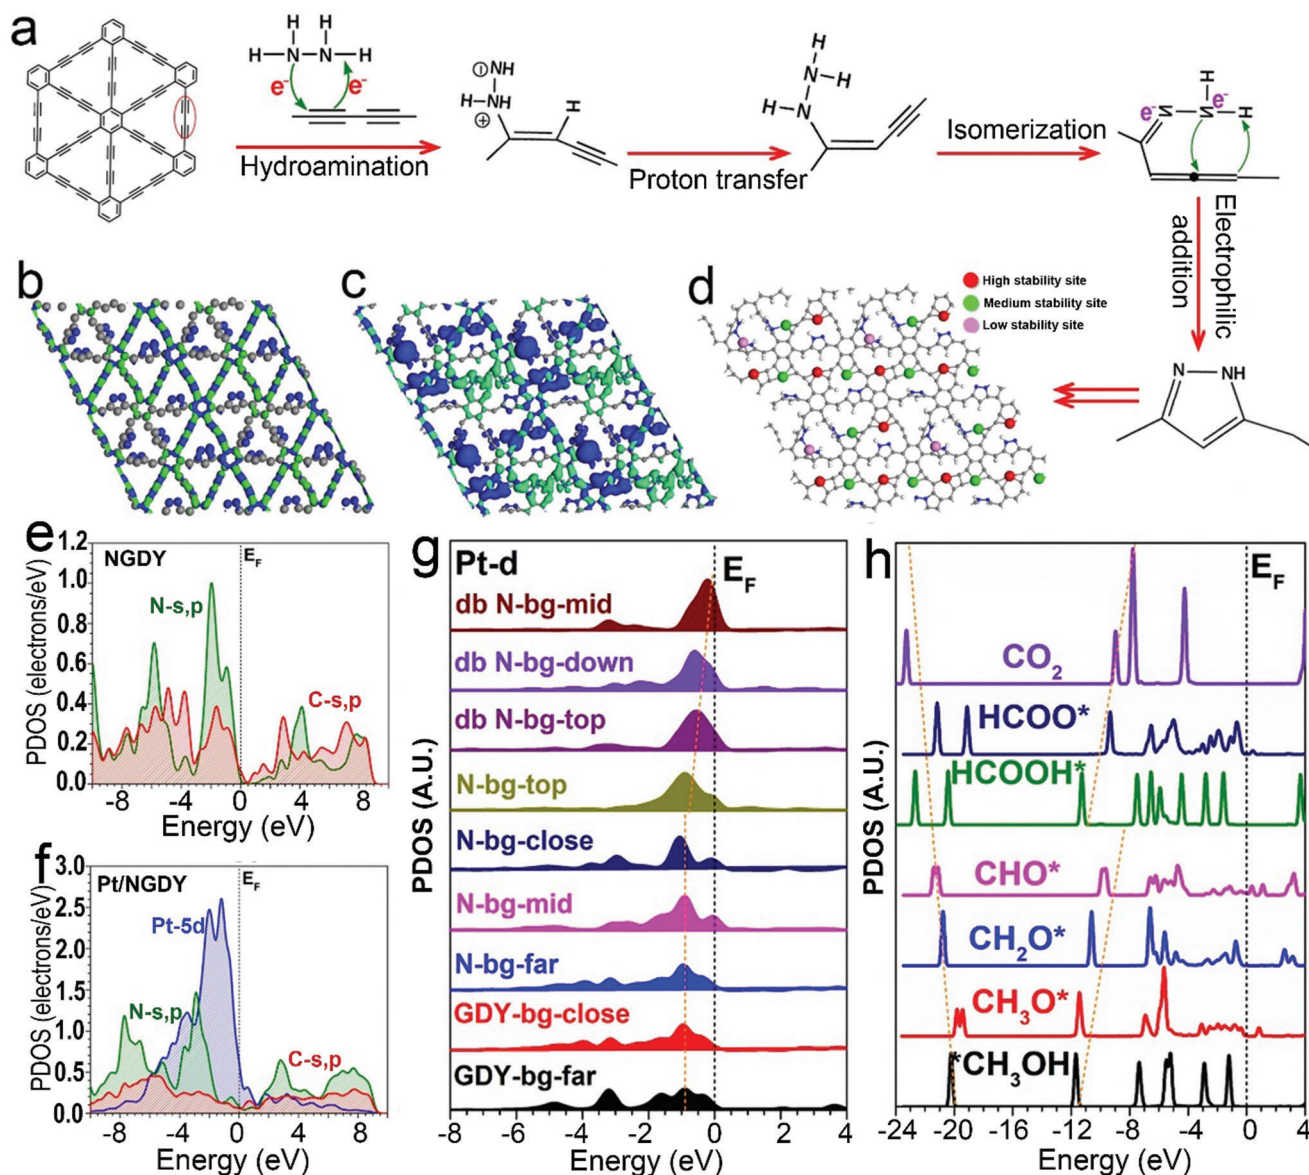 a
H H
H–N–N–H
e⁻ e⁻
Hydroamination
⊖ NH
H–NH
⊕
H
Proton transfer
H
N–H
H–N
H
Isomerization
H
e⁻ e⁻
N–N–H
Electrophilic
addition
N–NH
b
c
d
High stability site
Medium stability site
Low stability site
e
NGDY
E_F
N-s,p
C-s,p
PDOS (electrons/eV)
1.2
1.0
0.8
0.6
0.4
0.2
0.0
-8 -4 0 4 8
Energy (eV)
f
Pt/NGDY
E_F
Pt-5d
N-s,p
C-s,p
PDOS (electrons/eV)
3.0
2.5
2.0
1.5
1.0
0.5
0.0
-8 -4 0 4 8
Energy (eV)
g
Pt-d
E_F
db N-bg-mid
db N-bg-down
db N-bg-top
N-bg-top
N-bg-close
N-bg-mid
N-bg-far
GDY-bg-close
GDY-bg-far
PDOS (A.U.)
-8 -6 -4 -2 0 2 4
Energy (eV)
h
E_F
CO₂
HCOO*
HCOOH*
CHO*
CH₂O*
CH₃O*
*CH₃OH
PDOS (A.U.)
-24 -20 -16 -12 -8 -4 0 4
Energy (eV)